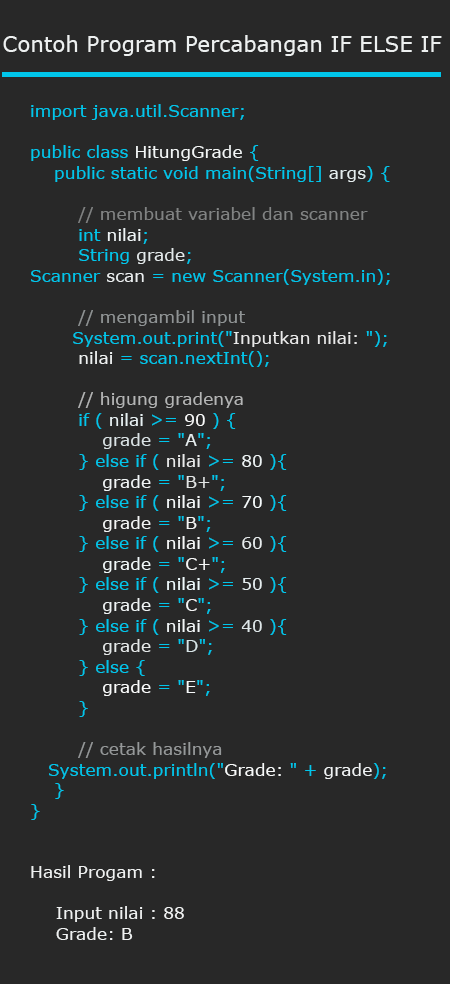 Contoh Program Percabangan IF ELSE IF
import java.util.Scanner;
public class HitungGrade {
public static void main(String[] args) {
// membuat variabel dan scanner
int nilai;
String grade;
Scanner scan = new Scanner(System.in);
// mengambil input
System.out.print("Inputkan nilai: ");
nilai = scan.nextInt();
// higung gradenya
if ( nilai >= 90 ) {
grade = "A";
} else if ( nilai >= 80 ){
grade = "B+";
} else if ( nilai >= 70 ){
grade = "B";
} else if ( nilai >= 60 ){
grade = "C+";
} else if ( nilai >= 50 ){
grade = "C";
} else if ( nilai >= 40 ){
grade = "D";
} else {
grade = "E";
}
// cetak hasilnya
System.out.println("Grade: " + grade);
}
}
Hasil Progam :
Input nilai : 88
Grade: B